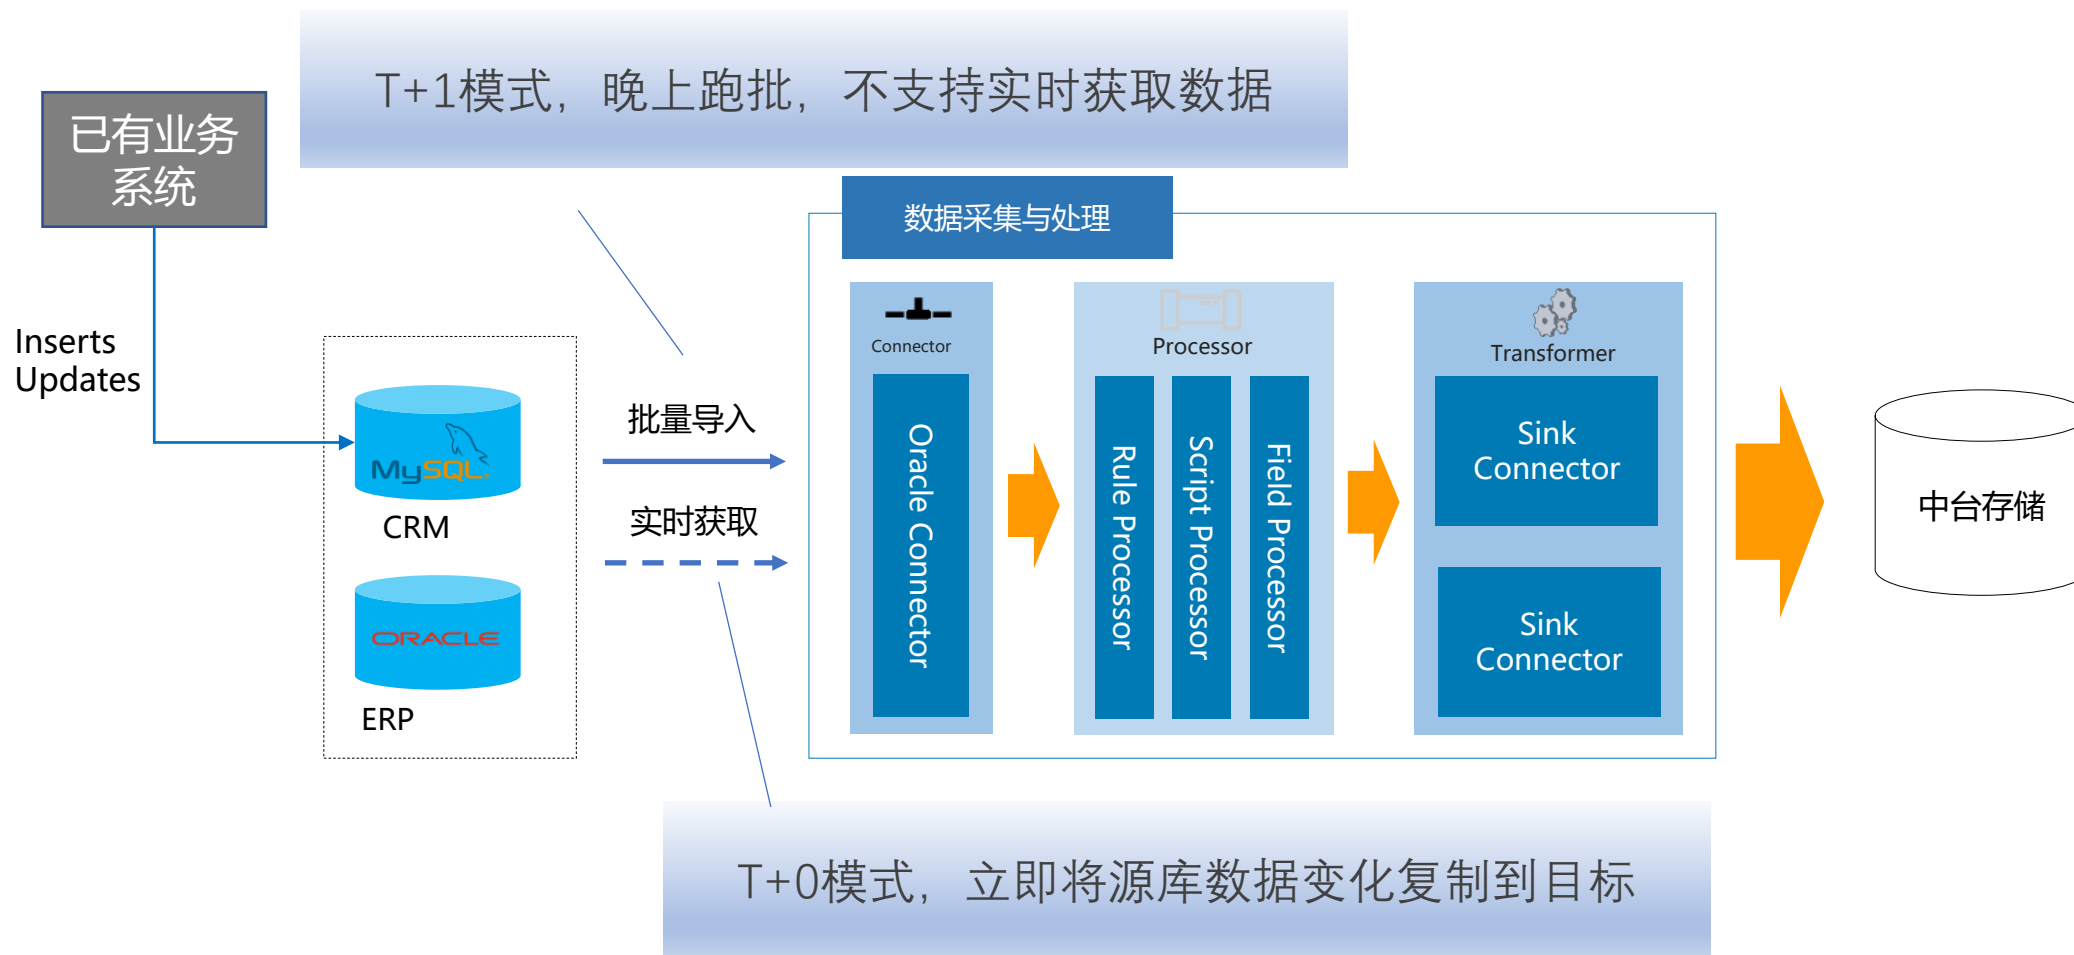 T+1模式，晚上跑批，不支持实时获取数据
已有业务
系统
数据采集与处理
Inserts
Updates
MySQL
CRM
ORACLE
ERP
批量导入
实时获取
Connector
Oracle Connector
Processor
Rule Processor
Script Processor
Field Processor
Transformer
Sink
Connector
Sink
Connector
中台存储
T+0模式，立即将源库数据变化复制到目标